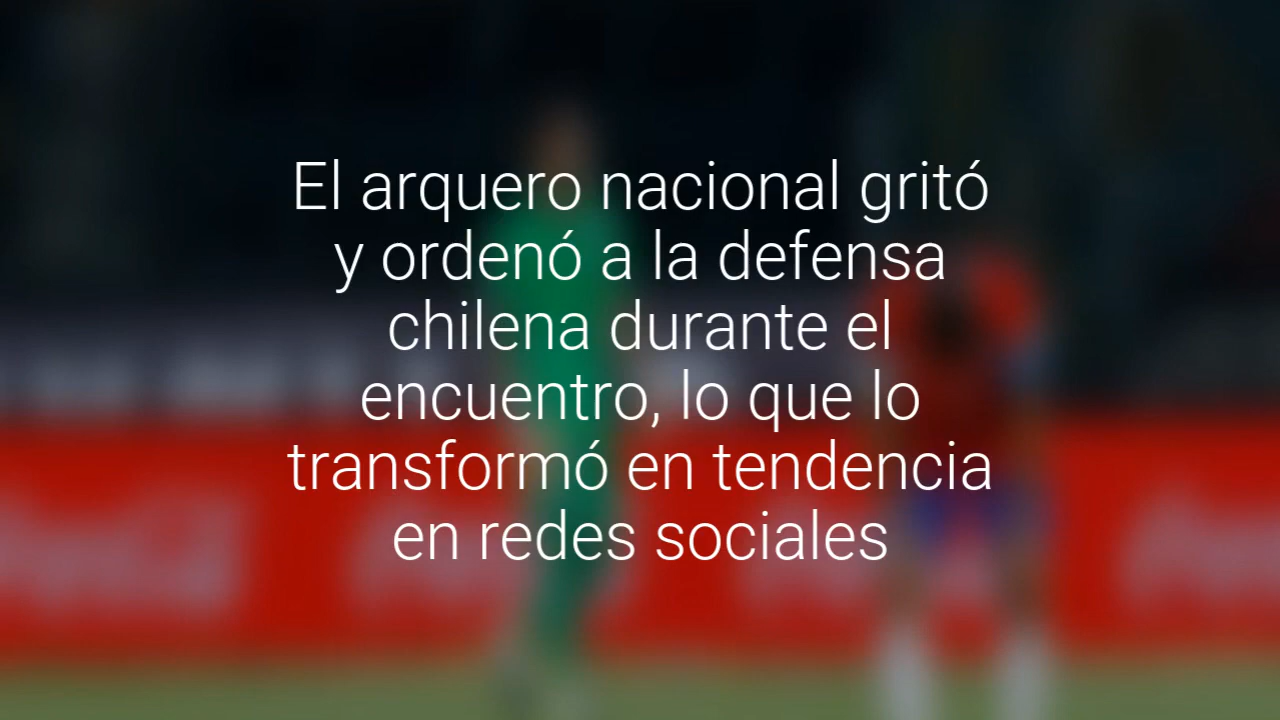 El arquero nacional gritó
y ordenó a la defensa
chilena durante el
encuentro, lo que lo
transformó en tendencia
en redes sociales